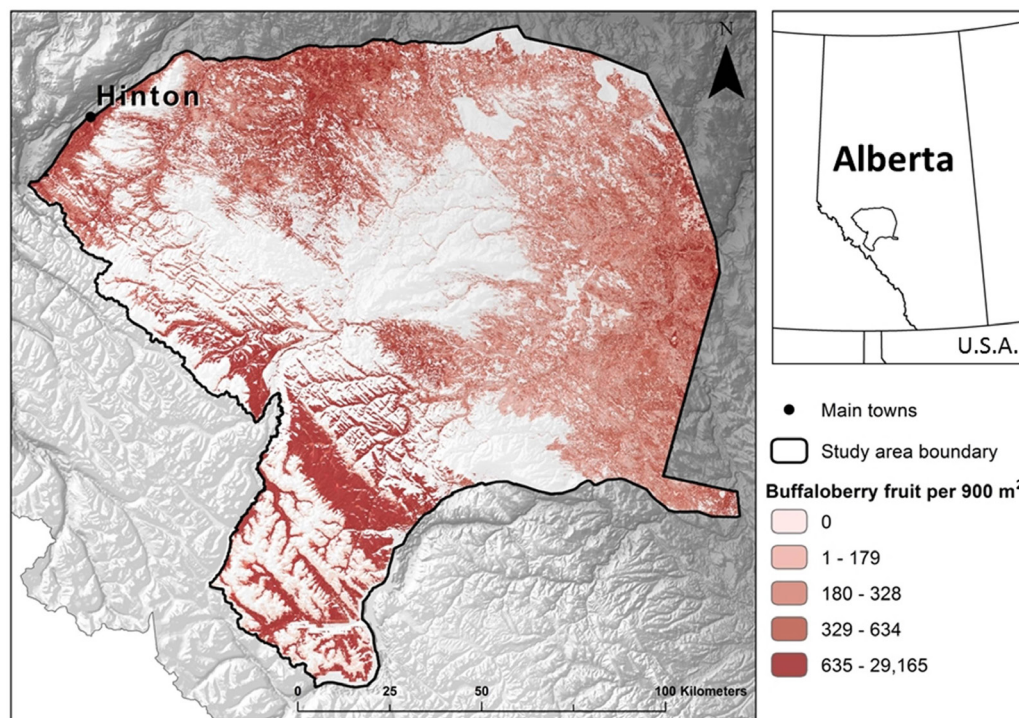 N
Hinton
Alberta
U.S.A.
Main towns
Study area boundary
Buffaloberry fruit per 900 m²
0
1 - 179
180 - 328
329 - 634
635 - 29,165
0 25 50 100 Kilometers